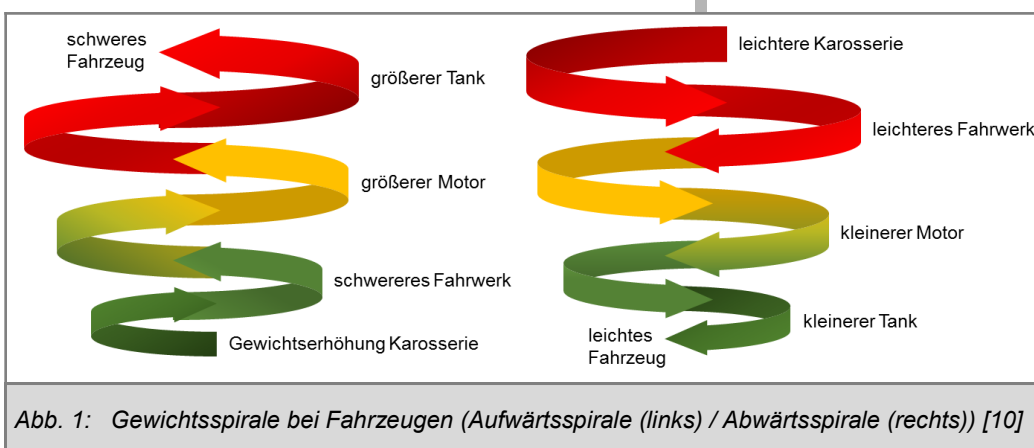 schweres
Fahrzeug
größerer Tank
größerer Motor
schwereres Fahrwerk
Gewichtserhöhung Karosserie
leichtere Karosserie
leichteres Fahrwerk
kleinerer Motor
kleinerer Tank
leichtes
Fahrzeug
Abb. 1: Gewichtsspirale bei Fahrzeugen (Aufwärtsspirale (links) / Abwärtsspirale (rechts)) [10]